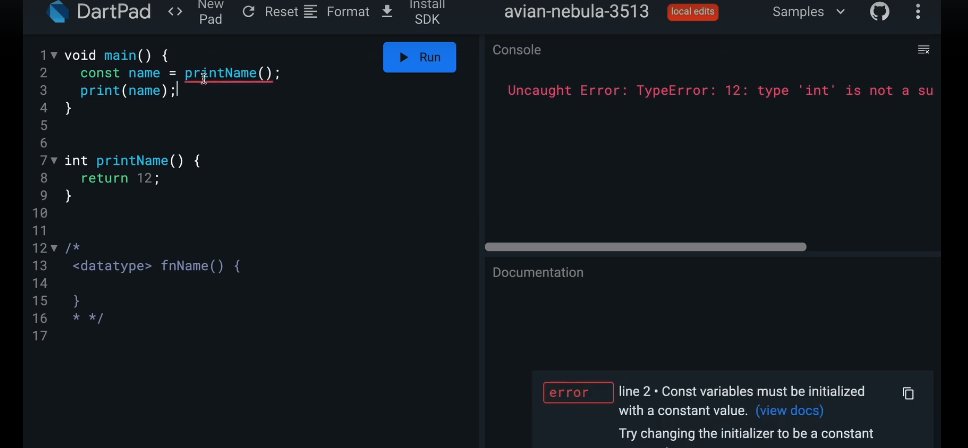 DartPad
<> New Pad
Reset
Format
Install SDK
avian-nebula-3513
local edits
Samples
1 void main() {
2 const name = printName();
3 print(name);
4 }
5
6
7 int printName() {
8 return 12;
9 }
10
11
12 /*
13 <datatype> fnName() {
14
15 }
16 * */
17
Run
Console
Uncaught Error: TypeError: 12: type 'int' is not a su
Documentation
error
line 2 • Const variables must be initialized
with a constant value. (view docs)
Try changing the initializer to be a constant